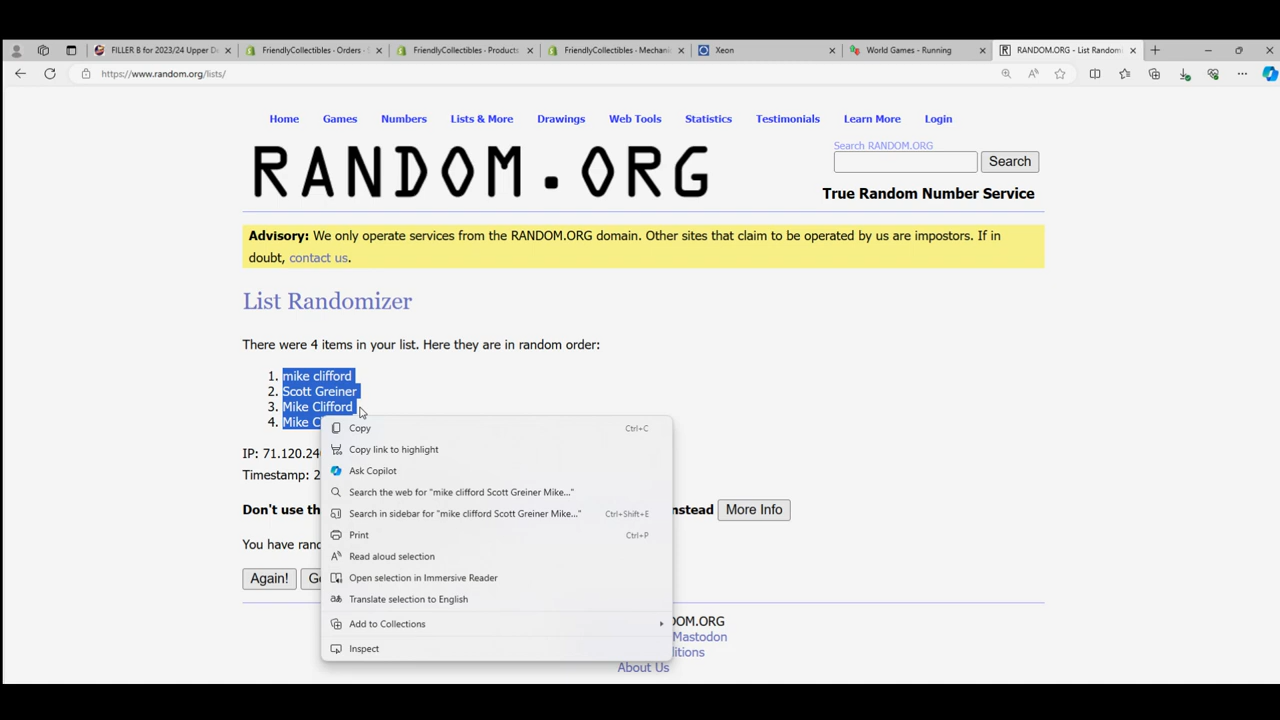 FILLER B for 2023/24 Upper De
FriendlyCollectibles · Orders ·
FriendlyCollectibles · Products
FriendlyCollectibles · Mechani
Xeon
World Games - Running
RANDOM.ORG - List Random
https://www.random.org/lists/
Home Games Numbers Lists & More Drawings Web Tools Statistics Testimonials Learn More Login
RANDOM.ORG
Search RANDOM.ORG
Search
True Random Number Service
Advisory: We only operate services from the RANDOM.ORG domain. Other sites that claim to be operated by us are impostors. If in
doubt, contact us.
List Randomizer
There were 4 items in your list. Here they are in random order:
1. mike clifford
2. Scott Greiner
3. Mike Clifford
4. Mike C
Copy Ctrl+C
Copy link to highlight
IP: 71.120.24
Ask Copilot
Timestamp: 2
Search the web for "mike clifford Scott Greiner Mike..."
Search in sidebar for "mike clifford Scott Greiner Mike..." Ctrl+Shift+E
Don't use th
nstead More Info
Print Ctrl+P
You have ran
Read aloud selection
Again! G
Open selection in Immersive Reader
Translate selection to English
Add to Collections
DOM.ORG
Mastodon
Inspect
ditions
About Us